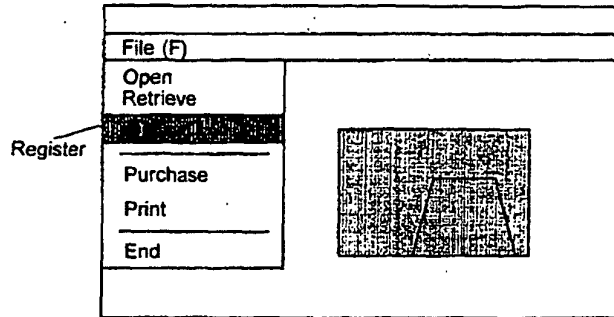 File (F)
Open
Retrieve
Register
Purchase
Print
End